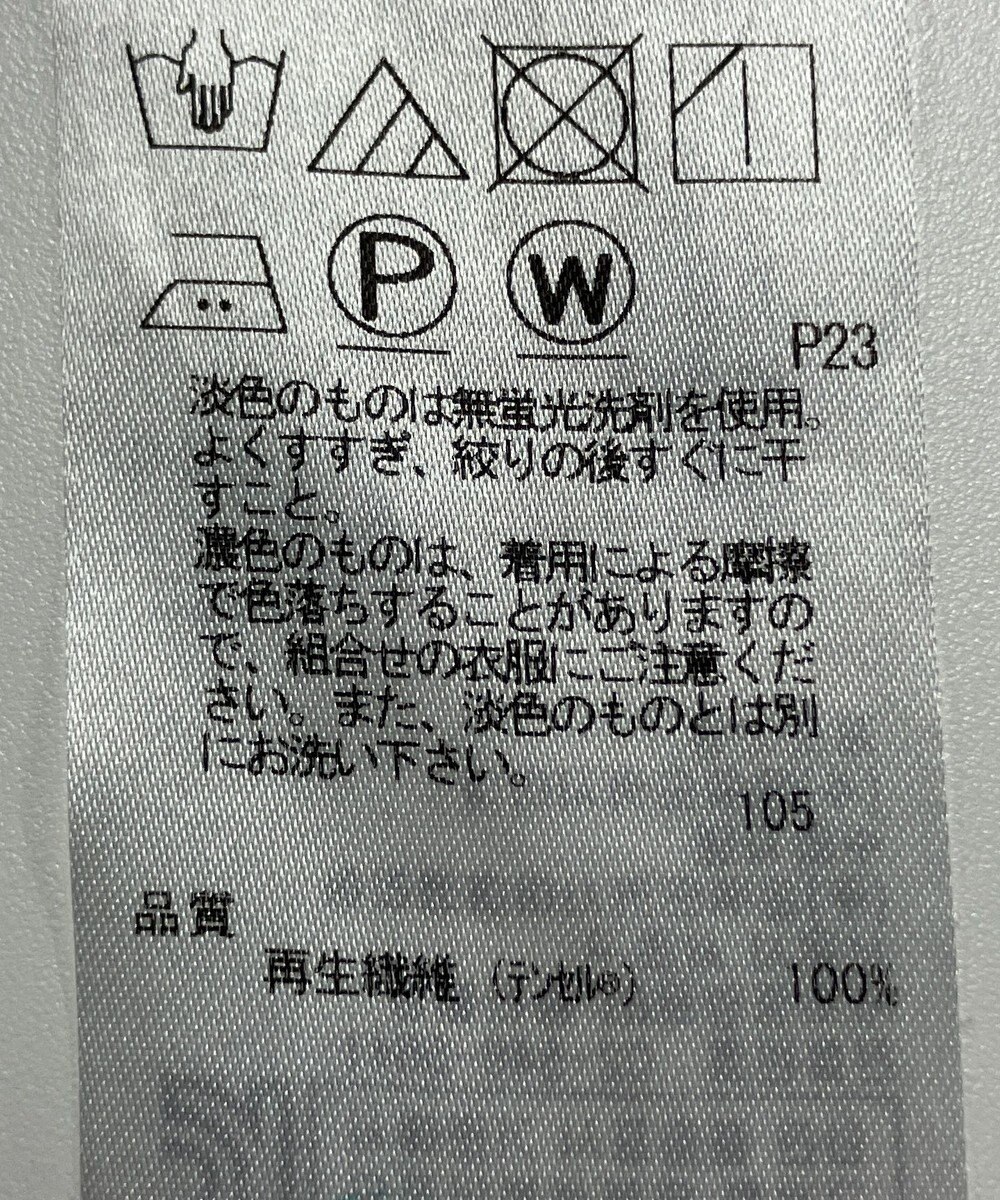 P
W
P23
淡色のものは無蛍光洗剤を使用。
よくすすぎ、絞りの後すぐに干
すこと。
濃色のものは、着用による摩擦
で色落ちすることがありますの
で、組合せの衣服にご注意くだ
さい。また、淡色のものとは別
にお洗い下さい。
105
品質
再生繊維（テンセル®） 100%